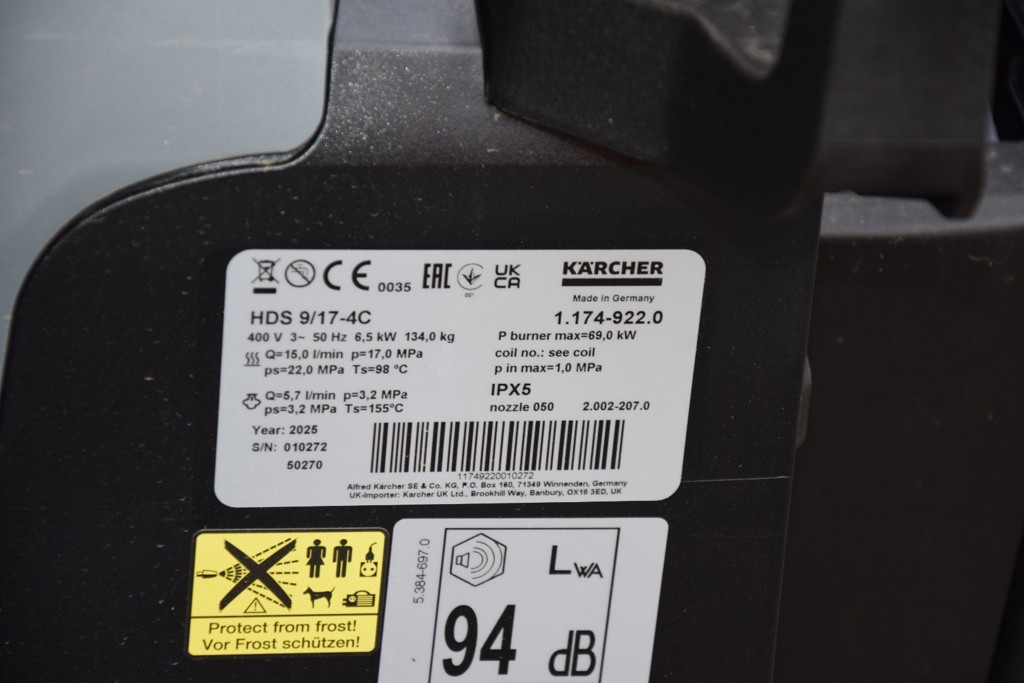 CE 0035 EAC 001 UK CA KÄRCHER
Made in Germany
HDS 9/17-4C 1.174-922.0
400 V 3~ 50 Hz 6,5 kW 134,0 kg P burner max=69,0 kW
Q=15,0 l/min p=17,0 MPa coil no.: see coil
ps=22,0 MPa Ts=98 °C p in max=1,0 MPa
Q=5,7 l/min p=3,2 MPa IPX5
ps=3,2 MPa Ts=155°C nozzle 050 2.002-207.0
Year: 2025
S/N: 010272
50270
11749220010272
Alfred Kärcher SE & Co. KG, P.O. Box 160, 71349 Winnenden, Germany
UK-Importer: Karcher UK Ltd., Brookhill Way, Banbury, OX16 3ED, UK
Protect from frost!
Vor Frost schützen!
5.384-697.0
LWA
94 dB